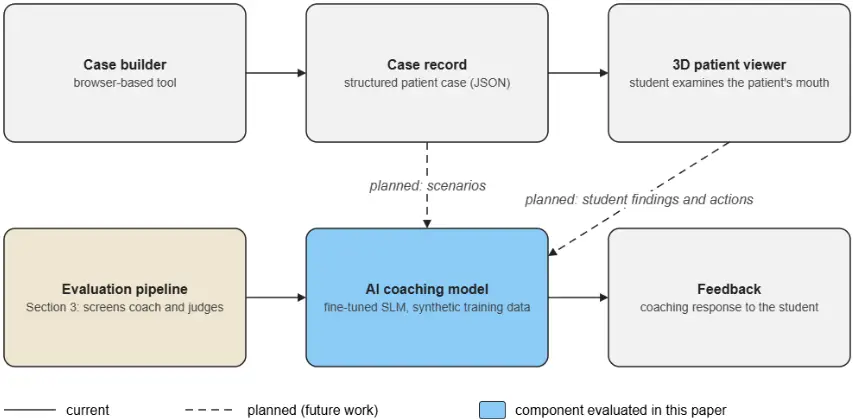 Case builder
browser-based tool
Case record
structured patient case (JSON)
3D patient viewer
student examines the patient's mouth
planned: scenarios
planned: student findings and actions
Evaluation pipeline
Section 3: screens coach and judges
AI coaching model
fine-tuned SLM, synthetic training data
Feedback
coaching response to the student
current
planned (future work)
component evaluated in this paper